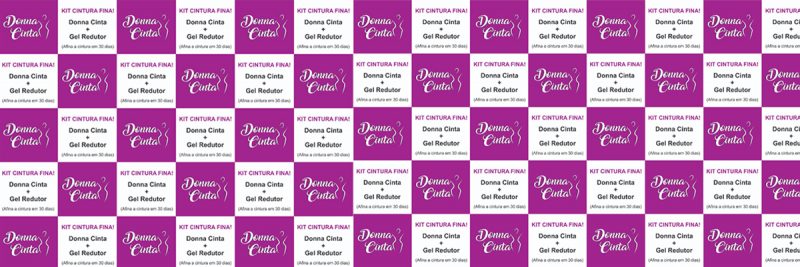 Donna
Cinta
KIT CINTURA FINA!
Donna Cinta
+
Gel Redutor
(Afina a cintura em 30 dias)